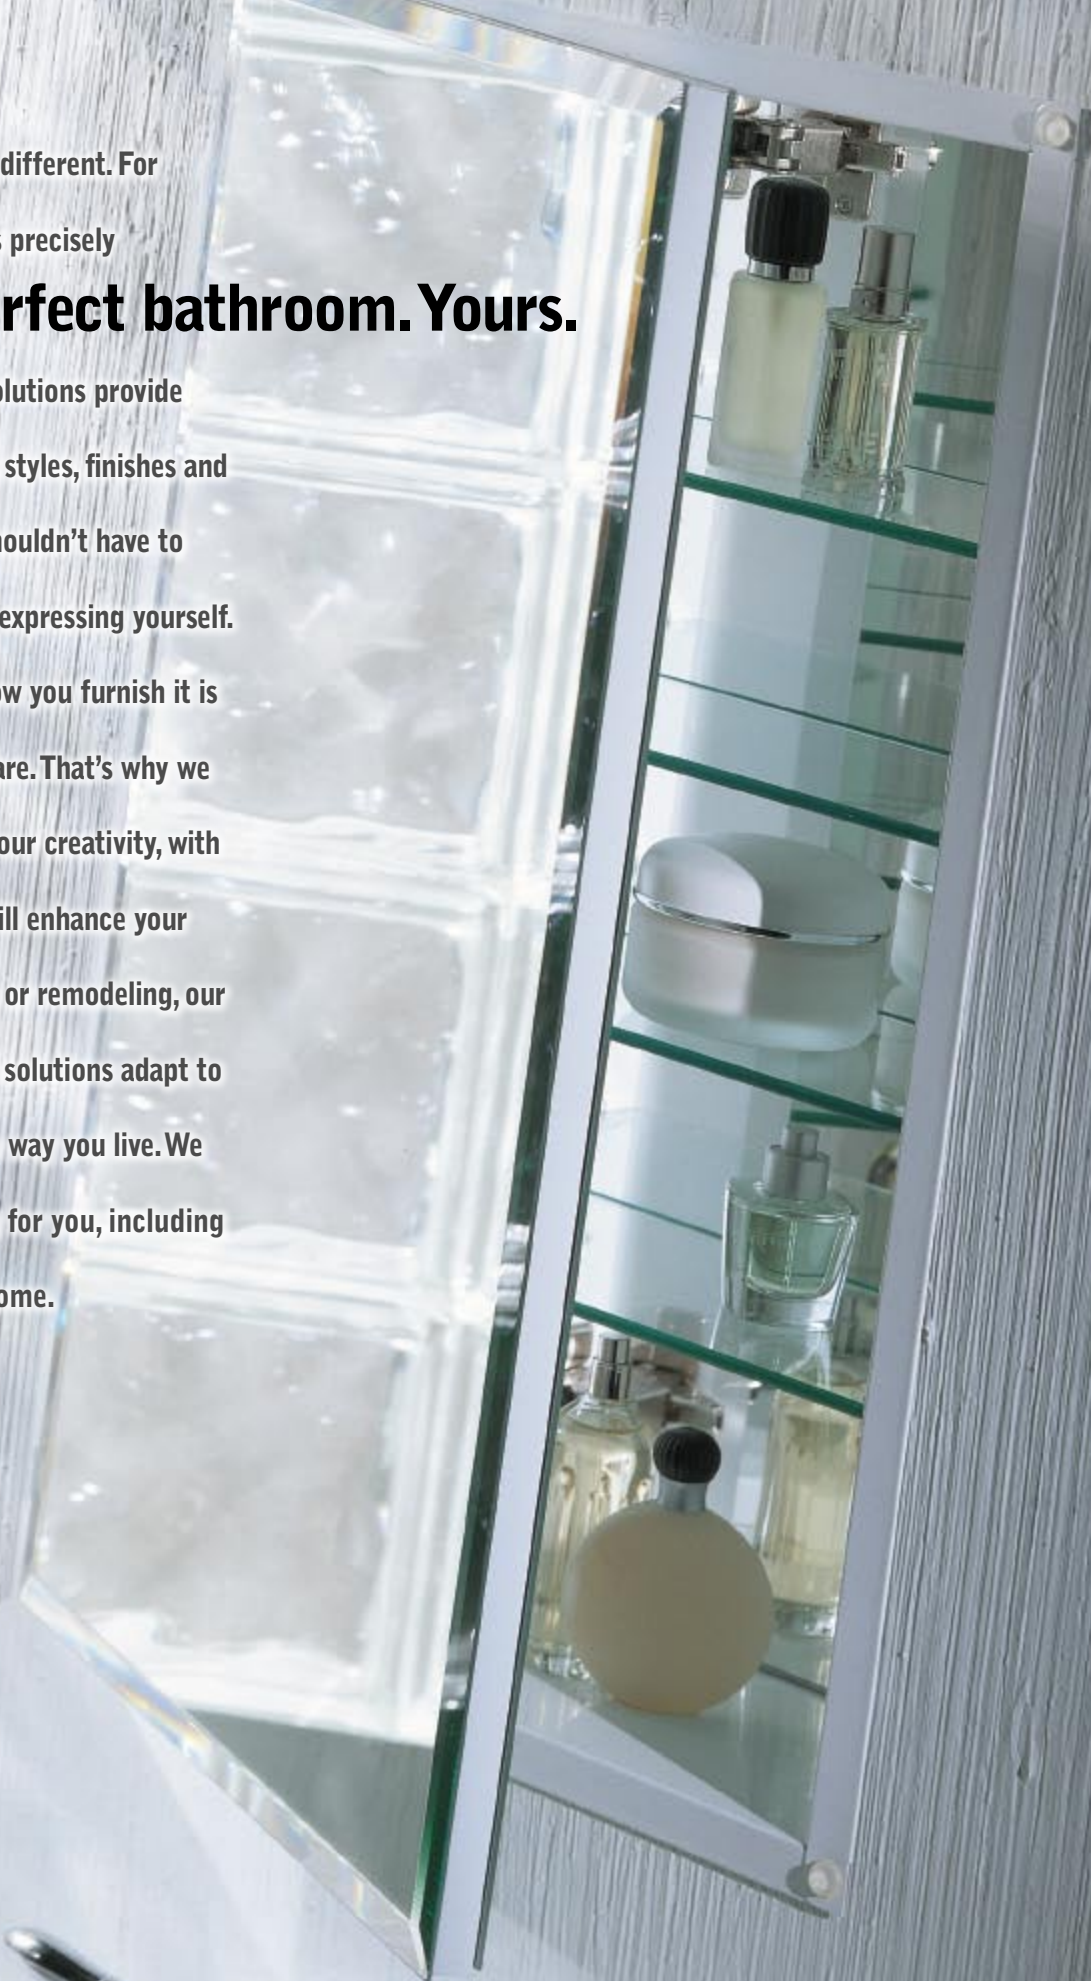 different. For
precisely
rfect bathroom. Yours.
olutions provide
styles, finishes and
houldn't have to
expressing yourself.
ow you furnish it is
are. That's why we
our creativity, with
ill enhance your
or remodeling, our
solutions adapt to
way you live. We
for you, including
ome.